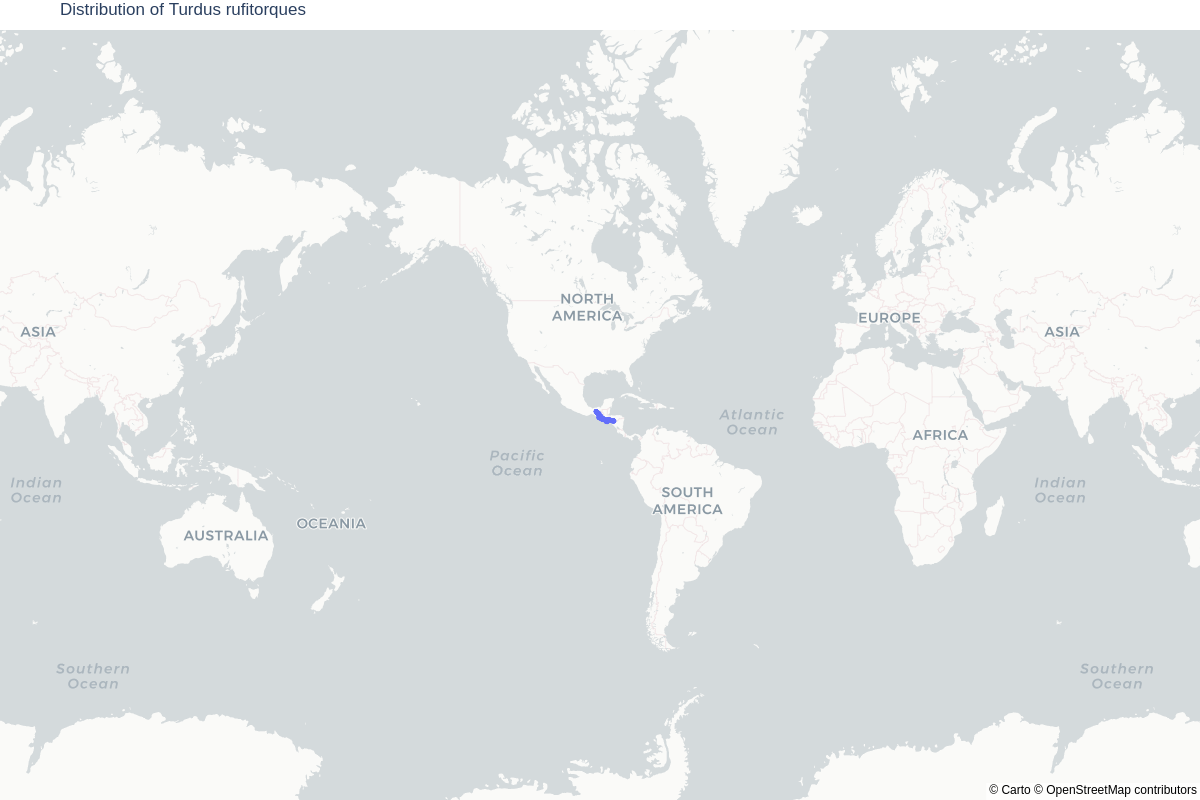 Distribution of Turdus rufitorques
NORTH
AMERICA
EUROPE
ASIA
ASIA
Atlantic
Ocean
AFRICA
Pacific
Ocean
Indian
Ocean
Indian
Ocean
SOUTH
AMERICA
OCEANIA
AUSTRALIA
Southern
Ocean
Southern
Ocean
© Carto © OpenStreetMap contributors